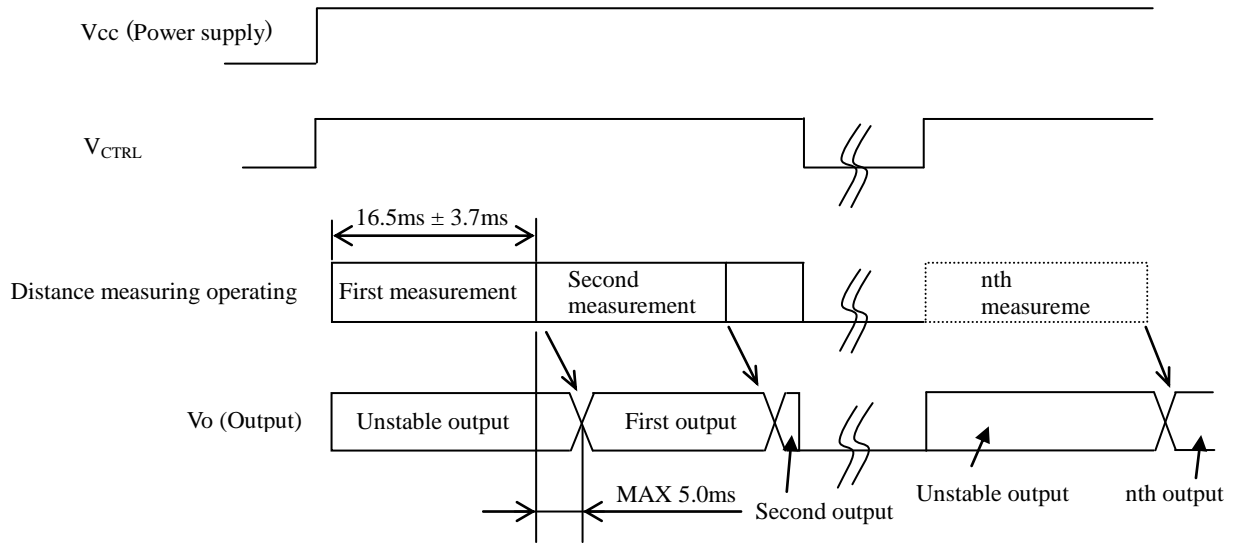 Vcc (Power supply)
VCTRL
16.5ms ± 3.7ms
Distance measuring operating
First measurement
Second
measurement
nth
measureme
Vo (Output)
Unstable output
First output
MAX 5.0ms
Second output
Unstable output
nth output